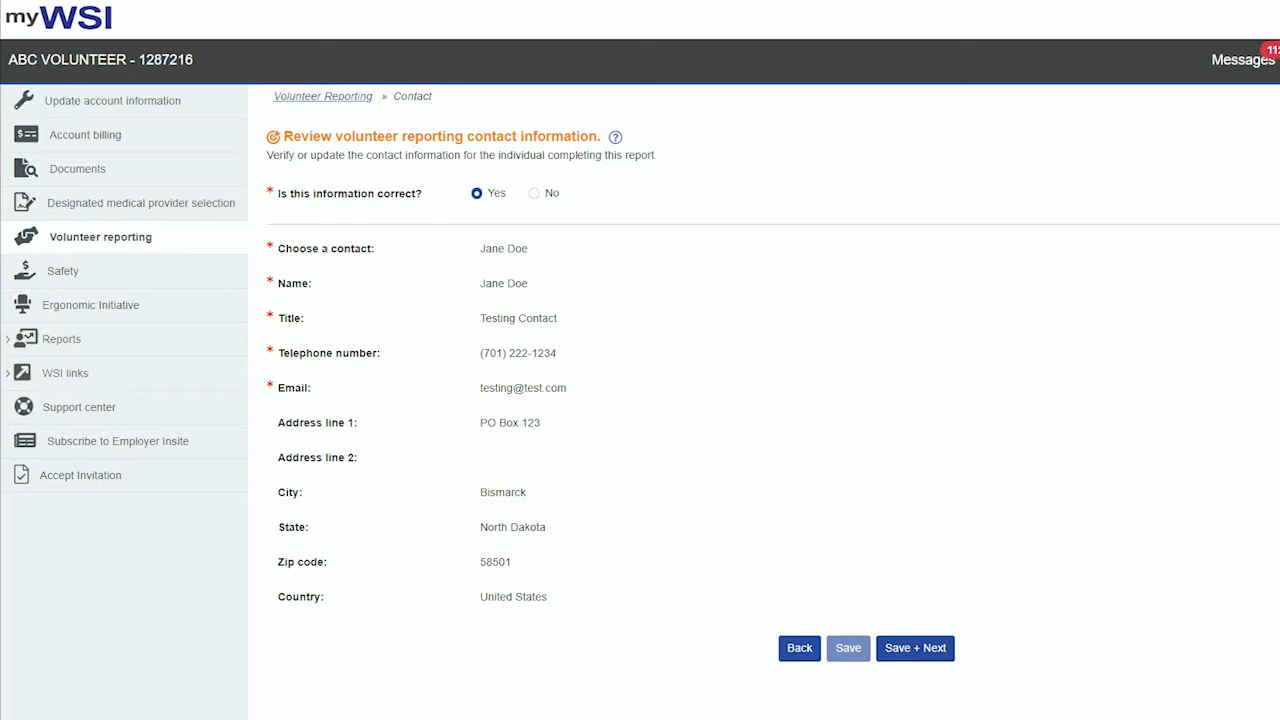 myWSI
ABC VOLUNTEER - 1287216
Messages
112
Update account information
Account billing
Documents
Designated medical provider selection
Volunteer reporting
Safety
Ergonomic Initiative
Reports
WSI links
Support center
Subscribe to Employer Insite
Accept Invitation
Volunteer Reporting » Contact
Review volunteer reporting contact information. ?
Verify or update the contact information for the individual completing this report.
* Is this information correct? Yes No
* Choose a contact: Jane Doe
* Name: Jane Doe
* Title: Testing Contact
* Telephone number: (701) 222-1234
* Email: testing@test.com
Address line 1: PO Box 123
Address line 2:
City: Bismarck
State: North Dakota
Zip code: 58501
Country: United States
Back Save Save + Next